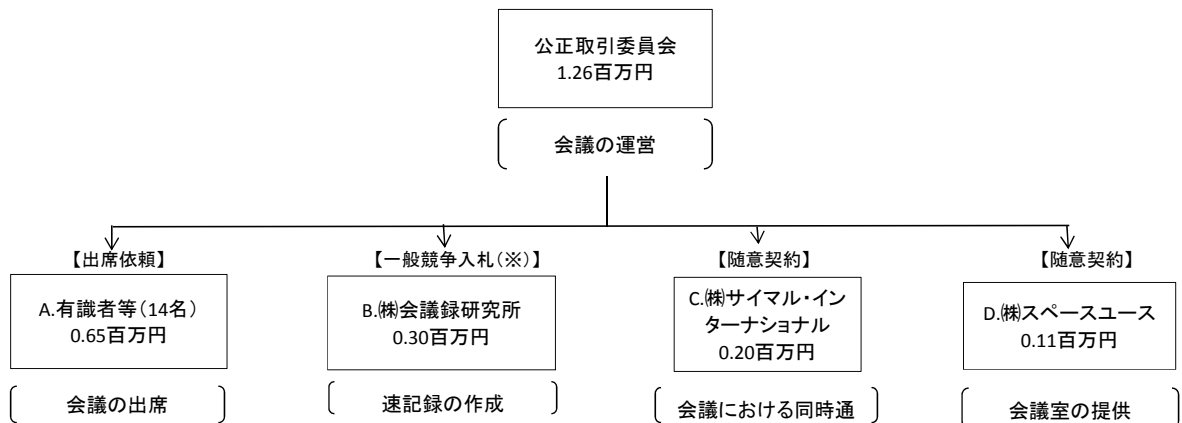 公正取引委員会
1.26百万円
会議の運営
【出席依頼】
A.有識者等(14名)
0.65百万円
会議の出席
【一般競争入札(※)】
B.㈱会議録研究所
0.30百万円
速記録の作成
【随意契約】
C.㈱サイマル・イン
ターナショナル
0.20百万円
会議における同時通
【随意契約】
D.㈱スペースユース
0.11百万円
会議室の提供